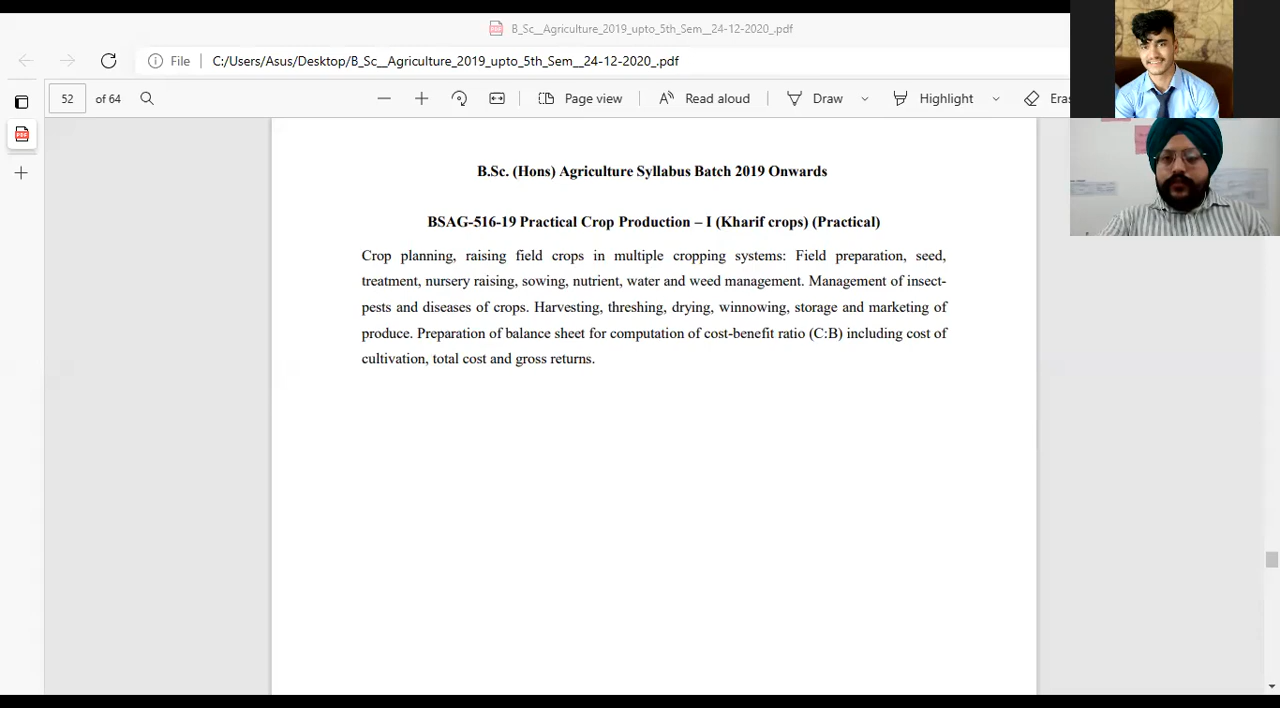 B_Sc__Agriculture_2019_upto_5th_Sem__24-12-2020_.pdf
File C:/Users/Asus/Desktop/B_Sc__Agriculture_2019_upto_5th_Sem__24-12-2020_.pdf
52 of 64 Page view Read aloud Draw Highlight Eras
B.Sc. (Hons) Agriculture Syllabus Batch 2019 Onwards
BSAG-516-19 Practical Crop Production – I (Kharif crops) (Practical)
Crop planning, raising field crops in multiple cropping systems: Field preparation, seed,
treatment, nursery raising, sowing, nutrient, water and weed management. Management of insect-
pests and diseases of crops. Harvesting, threshing, drying, winnowing, storage and marketing of
produce. Preparation of balance sheet for computation of cost-benefit ratio (C:B) including cost of
cultivation, total cost and gross returns.